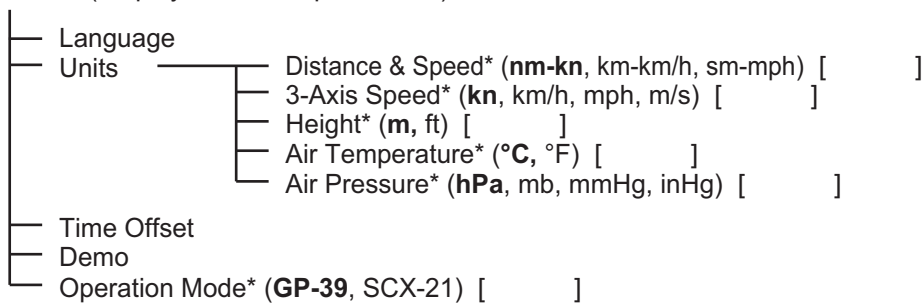 Language
Units Distance & Speed* (nm-kn, km-km/h, sm-mph) [ ]
3-Axis Speed* (kn, km/h, mph, m/s) [ ]
Height* (m, ft) [ ]
Air Temperature* (°C, °F) [ ]
Air Pressure* (hPa, mb, mmHg, inHg) [ ]
Time Offset
Demo
Operation Mode* (GP-39, SCX-21) [ ]